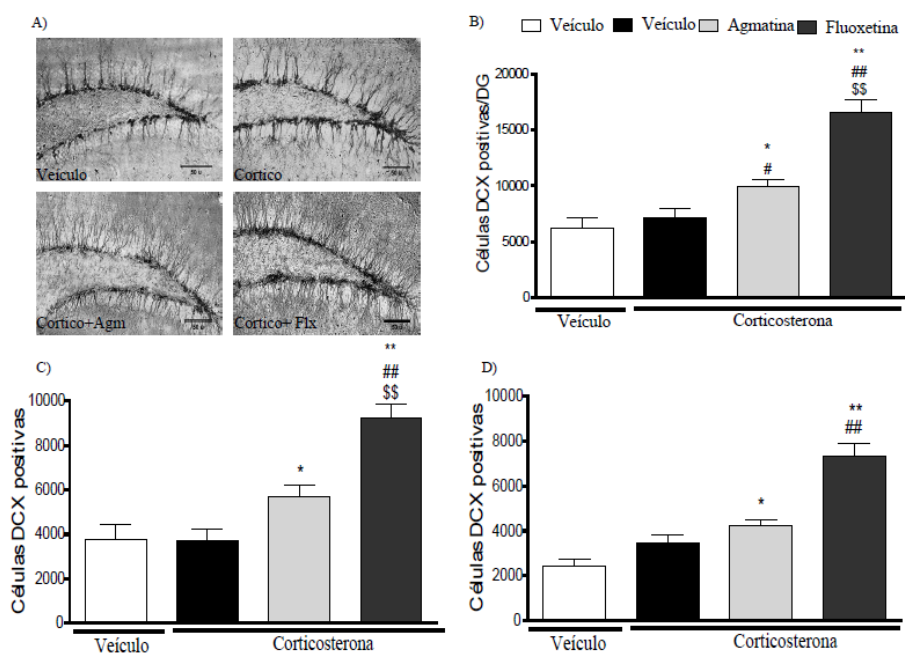 A)
Veículo
Cortico
Cortico+Agm
Cortico+ Flx
B)
Veículo Veículo Agmatina Fluoxetina
Células DCX positivas/DG
20000
15000
10000
5000
0
*
#
**
##
$$
Veículo
Corticosterona
C)
Células DCX positivas
10000
8000
6000
4000
2000
0
*
**
##
$$
Veículo
Corticosterona
D)
Células DCX positivas
10000
8000
6000
4000
2000
0
*
**
##
Veículo
Corticosterona